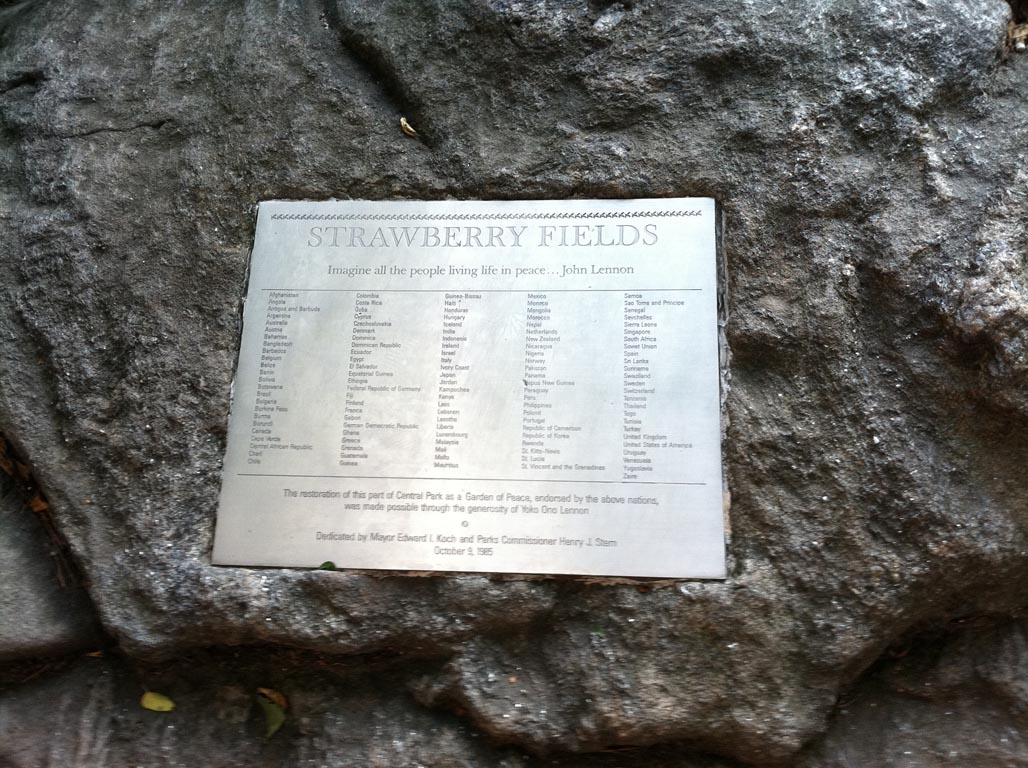 STRAWBERRY FIELDS
Imagine all the people living life in peace... John Lennon
Afghanistan
Angola
Antigua and Barbuda
Argentina
Australia
Austria
Bahamas
Bangladesh
Barbados
Belgium
Belize
Benin
Bolivia
Botswana
Brazil
Bulgaria
Burkina Faso
Burma
Burundi
Canada
Cape Verde
Central African Republic
Chad
Chile
Colombia
Costa Rica
Cuba
Cyprus
Czechoslovakia
Denmark
Dominica
Dominican Republic
Ecuador
Egypt
El Salvador
Equatorial Guinea
Ethiopia
Federal Republic of Germany
Fiji
Finland
France
Gabon
German Democratic Republic
Ghana
Greece
Grenada
Guatemala
Guinea
Guinea-Bissau
Haiti
Honduras
Hungary
Iceland
India
Indonesia
Ireland
Israel
Italy
Ivory Coast
Japan
Jordan
Kampuchea
Kenya
Laos
Lebanon
Lesotho
Liberia
Luxembourg
Malaysia
Mali
Malta
Mauritius
Mexico
Monaco
Mongolia
Morocco
Nepal
Netherlands
New Zealand
Nicaragua
Nigeria
Norway
Pakistan
Panama
Papua New Guinea
Paraguay
Peru
Philippines
Poland
Portugal
Republic of Cameroon
Republic of Korea
Rwanda
St. Kitts-Nevis
St. Lucia
St. Vincent and the Grenadines
Samoa
Sao Tome and Principe
Senegal
Seychelles
Sierra Leone
Singapore
South Africa
Soviet Union
Spain
Sri Lanka
Suriname
Swaziland
Sweden
Switzerland
Tanzania
Thailand
Togo
Tunisia
Turkey
United Kingdom
United States of America
Uruguay
Venezuela
Yugoslavia
Zaire
The restoration of this part of Central Park as a Garden of Peace, endorsed by the above nations,
was made possible through the generosity of Yoko Ono Lennon
Dedicated by Mayor Edward I. Koch and Parks Commissioner Henry J. Stern
October 9, 1985